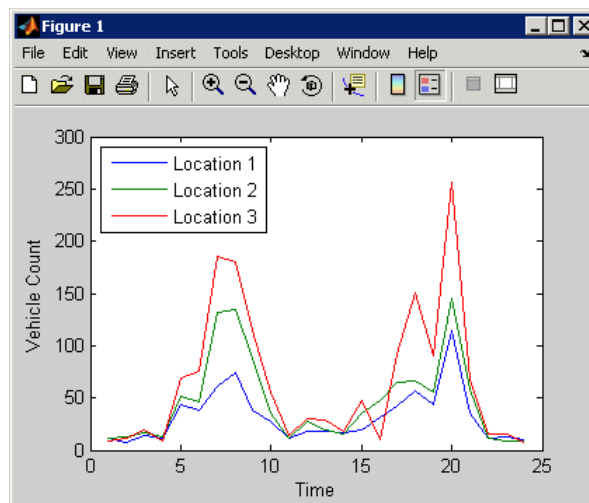 Figure 1
File Edit View Insert Tools Desktop Window Help
300
250
200
150
100
50
0
Vehicle Count
Location 1
Location 2
Location 3
0 5 10 15 20 25
Time